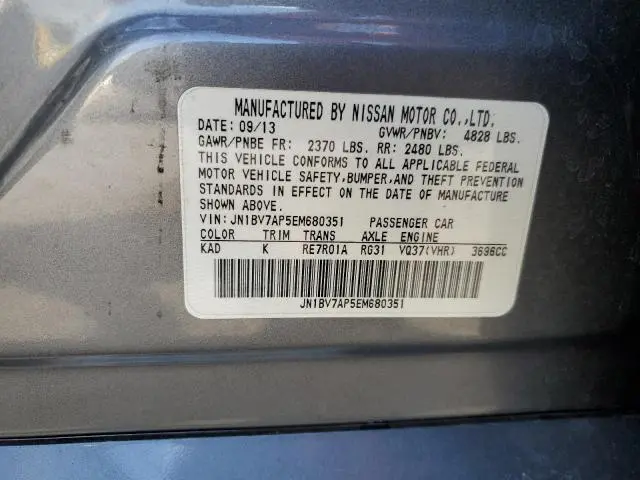 MANUFACTURED BY NISSAN MOTOR CO.,LTD.
DATE: 09/13 GVWR/PNBV: 4828 LBS.
GAWR/PNBE FR: 2370 LBS. RR: 2480 LBS.
THIS VEHICLE CONFORMS TO ALL APPLICABLE FEDERAL
MOTOR VEHICLE SAFETY,BUMPER,AND THEFT PREVENTION
STANDARDS IN EFFECT ON THE DATE OF MANUFACTURE
SHOWN ABOVE.
VIN: JN1BV7AP5EM680351 PASSENGER CAR
COLOR TRIM TRANS AXLE ENGINE
KAD K RE7R01A RG31 VQ37(VHR) 3696CC
JN1BV7AP5EM680351